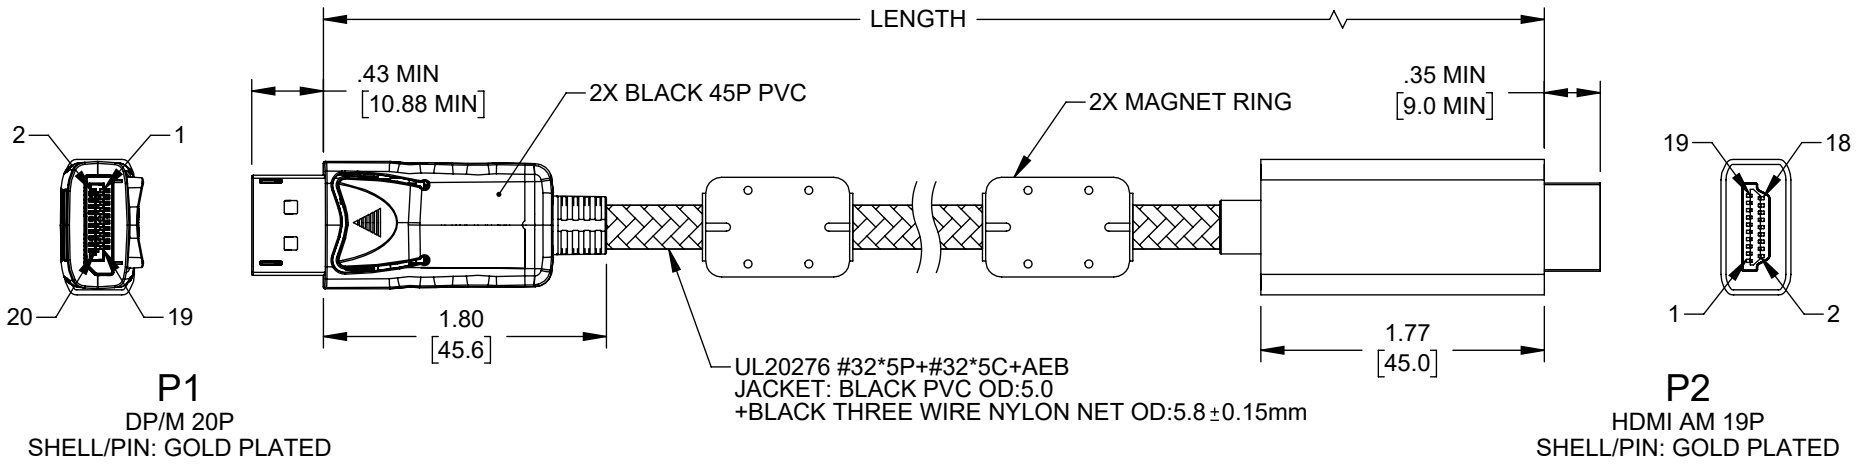 LENGTH
.43 MIN
[10.88 MIN]
2X BLACK 45P PVC
2X MAGNET RING
.35 MIN
[9.0 MIN]
2
1
19
18
20
19
1
2
1.80
[45.6]
1.77
[45.0]
UL20276 #32*5P+#32*5C+AEB
JACKET: BLACK PVC OD:5.0
+BLACK THREE WIRE NYLON NET OD:5.8±0.15mm
P1
DP/M 20P
SHELL/PIN: GOLD PLATED
P2
HDMI AM 19P
SHELL/PIN: GOLD PLATED